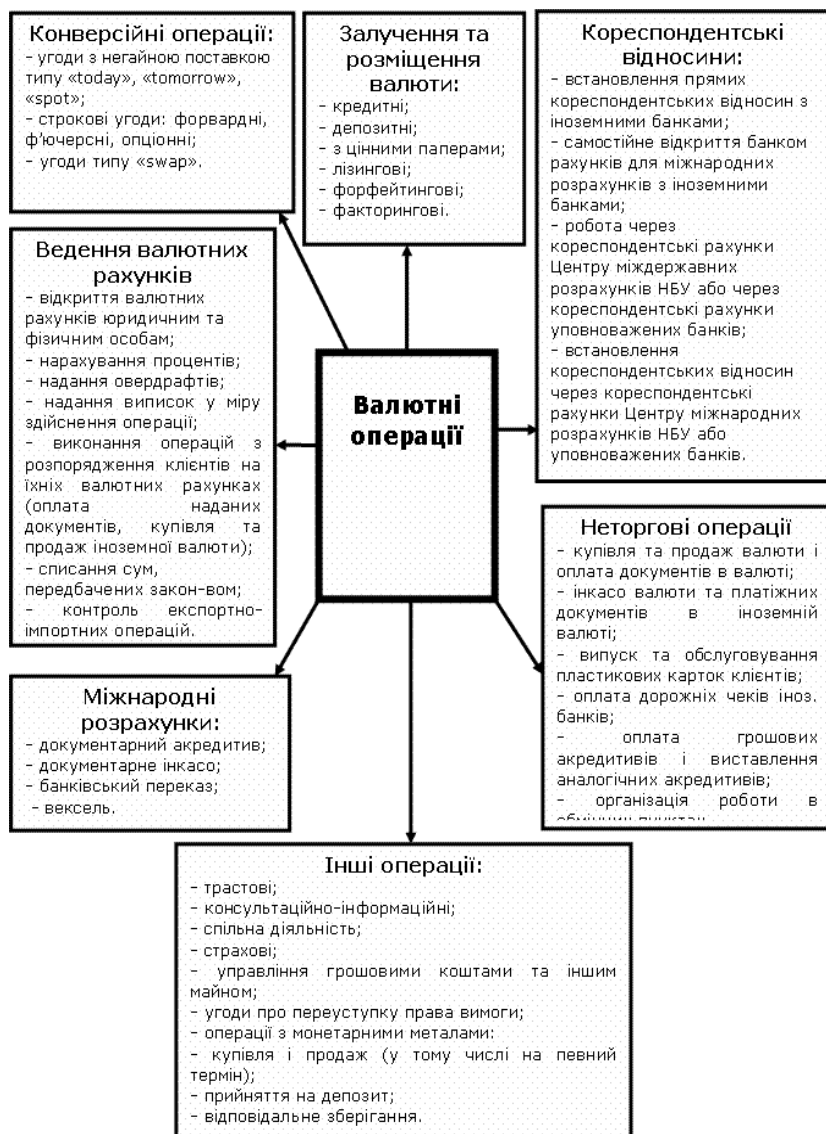 Конверсійні операції:
- угоди з негайною поставкою
типу «today», «tomorrow»,
«spot»;
- строкові угоди: форвардні,
ф'ючерсні, опціонні;
- угоди типу «swap».
Залучення та
розміщення
валюти:
- кредитні;
- депозитні;
- з цінними паперами;
- лізингові;
- форфейтингові;
- факторингові.
Кореспондентські
відносини:
- встановлення прямих
кореспондентських відносин з
іноземними банками;
- самостійне відкриття банком
рахунків для міжнародних
розрахунків з іноземними
банками;
- робота через
кореспондентські рахунки
Центру міждержавних
розрахунків НБУ або через
кореспондентські рахунки
уповноважених банків;
- встановлення
кореспондентських відносин
через кореспондентські
рахунки Центру міжнародних
розрахунків НБУ або
уповноважених банків.
Ведення валютних
рахунків
- відкриття валютних
рахунків юридичним та
фізичним особам;
- нарахування процентів;
- надання овердрафтів;
- надання виписок у міру
здійснення операції;
- виконання операцій з
розпорядження клієнтів на
їхніх валютних рахунках
(оплата наданих
документів, купівля та
продаж іноземної валюти);
- списання сум,
передбачених закон-вом;
- контроль експортно-
імпортних операцій.
Валютні
операції
Неторгові операції
- купівля та продаж валюти і
оплата документів в валюті;
- інкасо валюти та платіжних
документів в іноземній
валюті;
- випуск та обслуговування
пластикових карток клієнтів;
- оплата дорожніх чеків іноз.
банків;
- оплата грошових
акредитивів і виставлення
аналогічних акредитивів;
- організація роботи в
Міжнародні
розрахунки:
- документарний акредитив;
- документарне інкасо;
- банківський переказ;
- вексель.
Інші операції:
- трастові;
- консультаційно-інформаційні;
- спільна діяльність;
- страхові;
- управління грошовими коштами та іншим
майном;
- угоди про переуступку права вимоги;
- операції з монетарними металами:
- купівля і продаж (у тому числі на певний
термін);
- прийняття на депозит;
- відповідальне зберігання.